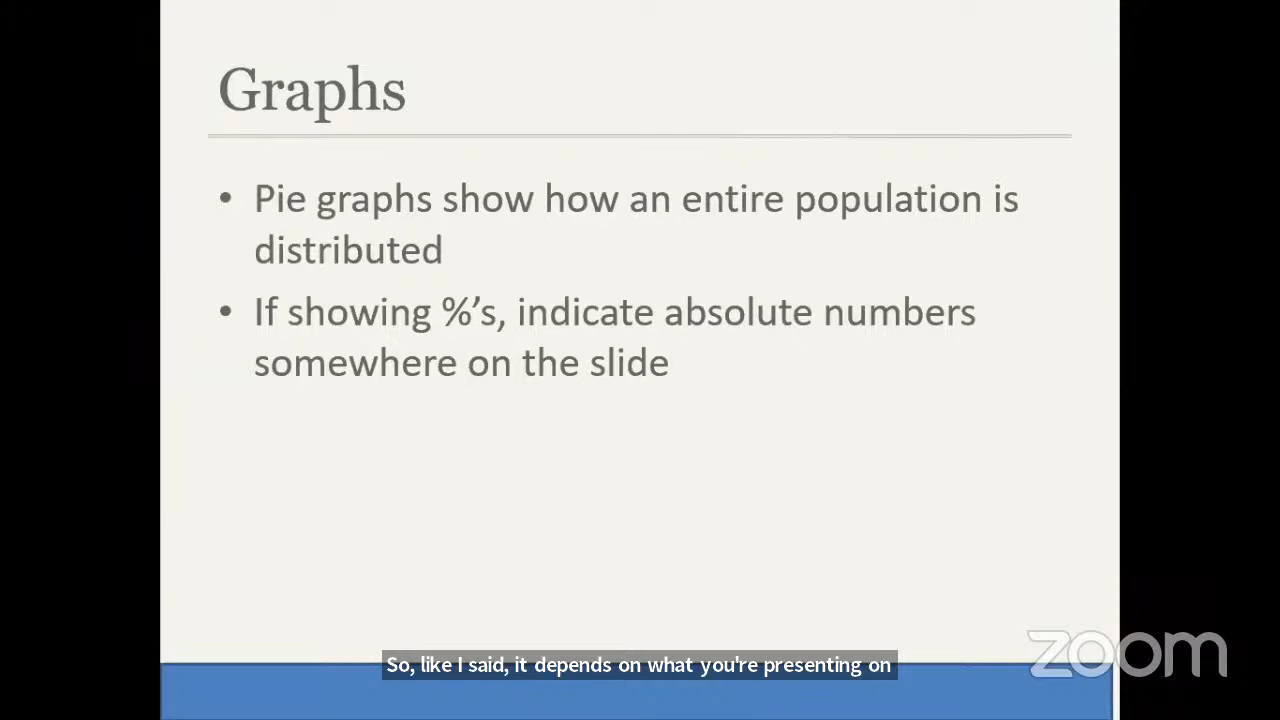 Graphs
• Pie graphs show how an entire population is
distributed
• If showing %’s, indicate absolute numbers
somewhere on the slide
zoom
So, like I said, it depends on what you're presenting on